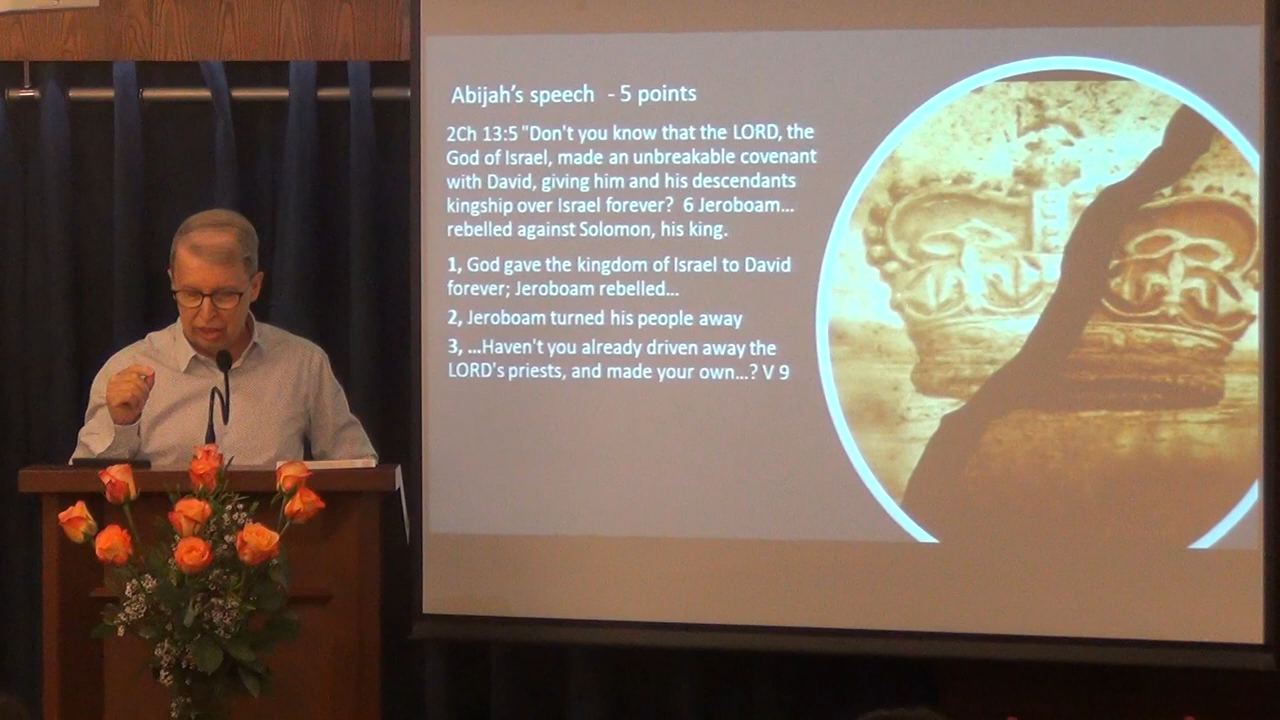 Abijah's speech - 5 points
2Ch 13:5 "Don't you know that the LORD, the
God of Israel, made an unbreakable covenant
with David, giving him and his descendants
kingship over Israel forever? 6 Jeroboam...
rebelled against Solomon, his king.
1, God gave the kingdom of Israel to David
forever; Jeroboam rebelled...
2, Jeroboam turned his people away
3, ...Haven't you already driven away the
LORD's priests, and made your own...? V 9